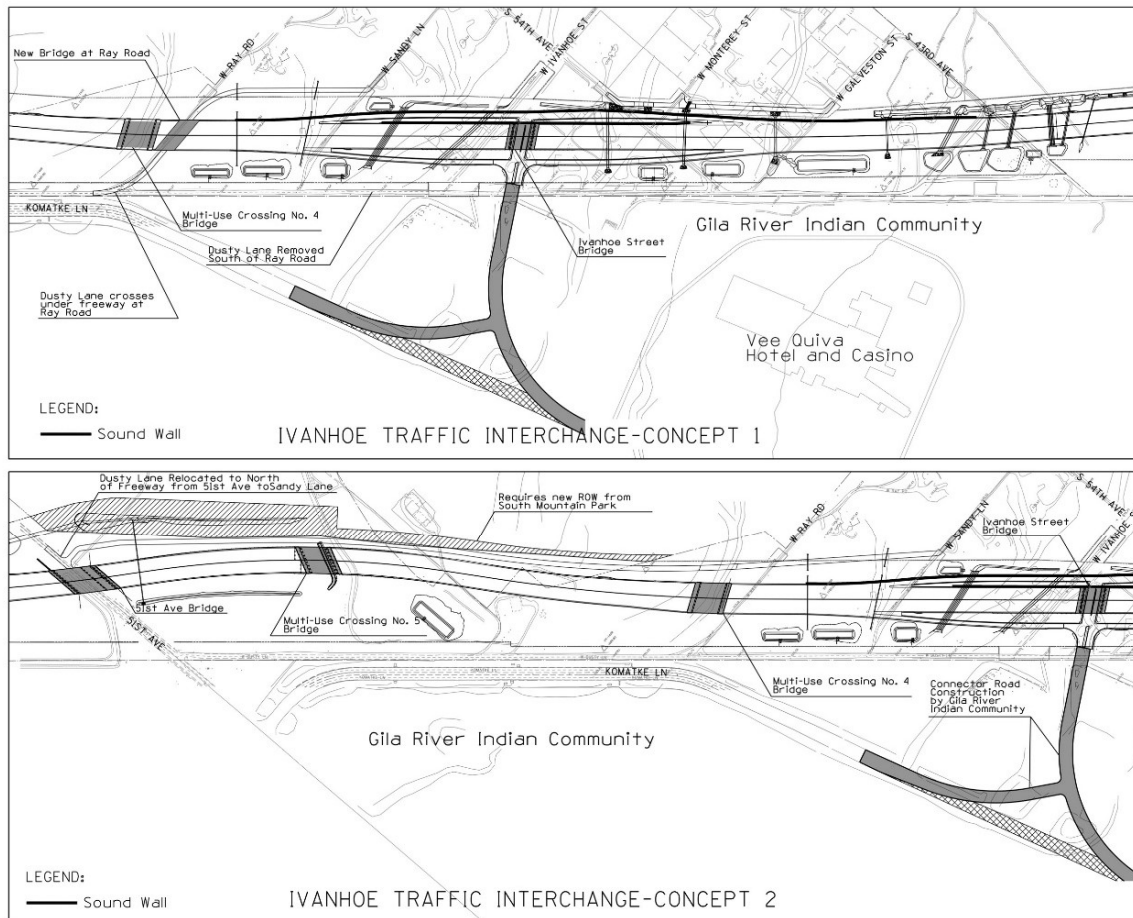 New Bridge at Ray Road
W RAY RD
W SANDY LN
S 54TH AVE
W IVANHOE ST
W MONTEREY ST
W GALVESTON ST
S 43RD AVE
KOMATKE LN
Multi-Use Crossing No. 4
Bridge
Dusty Lane Removed
South of Ray Road
Ivanhoe Street
Bridge
Gila River Indian Community
Dusty Lane crosses
under freeway at
Ray Road
Vee Quiva
Hotel and Casino
LEGEND:
Sound Wall
IVANHOE TRAFFIC INTERCHANGE-CONCEPT 1
Dusty Lane Relocated to North
of Freeway from 51st Ave toSandy Lane
Requires new ROW from
South Mountain Park
W RAY RD
W SANDY LN
S 54TH AVE
Ivanhoe Street
Bridge
W IVANHOE
51st Ave Bridge
51ST AVE
Multi-Use Crossing No. 5
Bridge
KOMATKE LN
Multi-Use Crossing No. 4
Bridge
Connector Road
Construction
by Gila River
Indian Community
Gila River Indian Community
LEGEND:
Sound Wall
IVANHOE TRAFFIC INTERCHANGE-CONCEPT 2